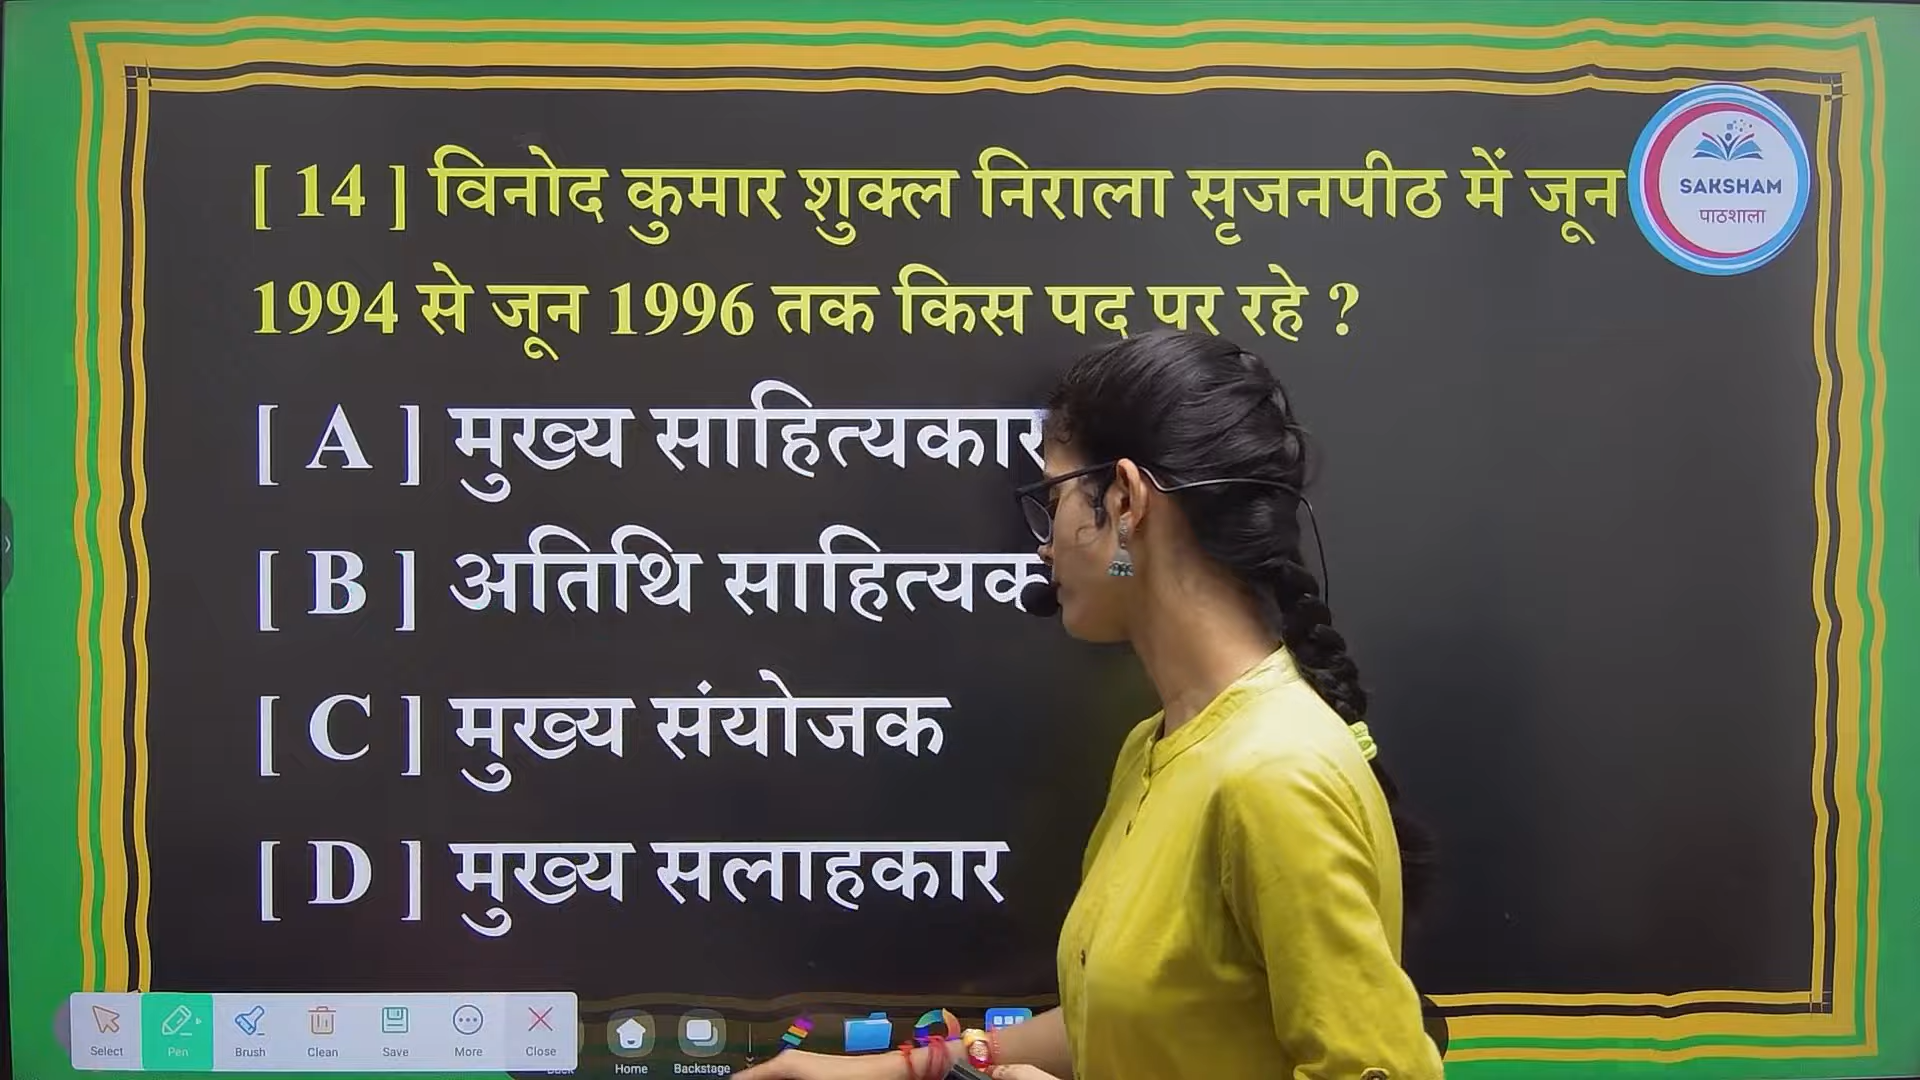 [ 14 ] विनोद कुमार शुक्ल निराला सृजनपीठ में जून
1994 से जून 1996 तक किस पद पर रहे ?
[ A ] मुख्य साहित्यकार
[ B ] अतिथि
[ C ] मुख्य संयोजक
[ D ] मुख्य सलाहकार
SAKSHAM
पाठशाला
Select Pen Brush Clean Save More Close
Home Backstage